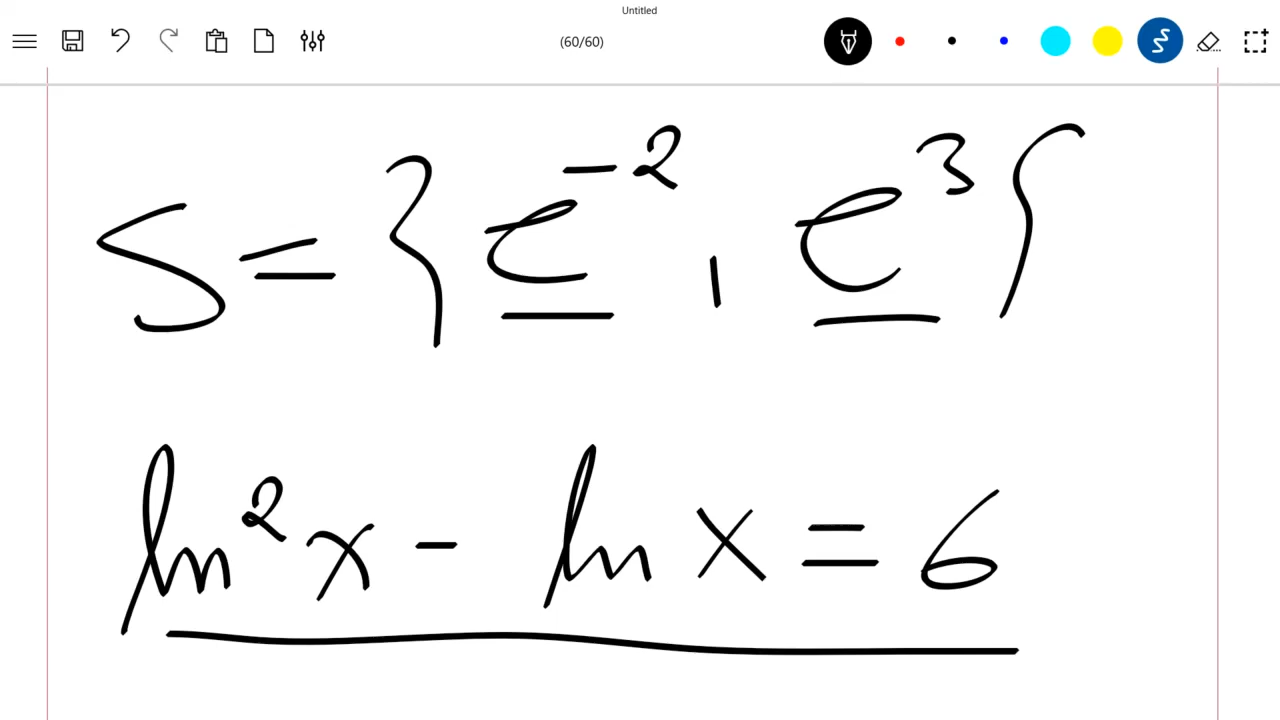 Untitled
(60/60)
S = { e⁻² , e³ }
ln²x - ln x = 6